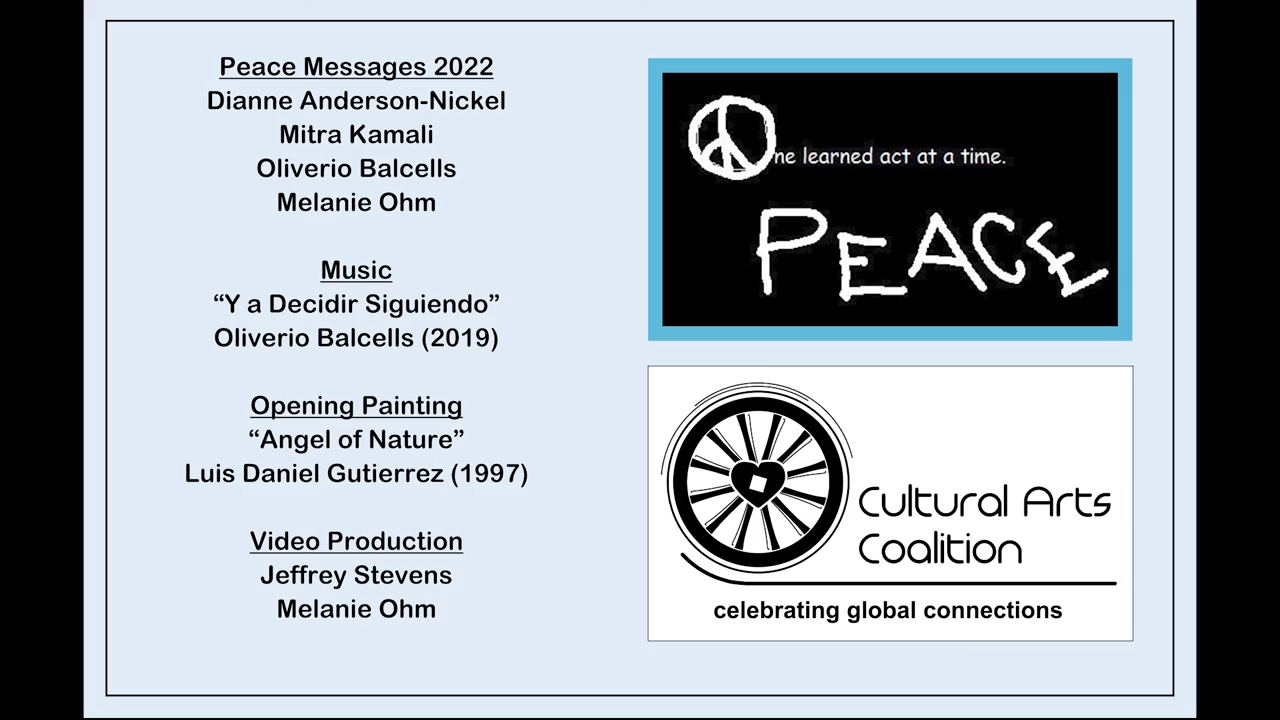 Peace Messages 2022
Dianne Anderson-Nickel
Mitra Kamali
Oliverio Balcells
Melanie Ohm
Music
“Y a Decidir Siguiendo”
Oliverio Balcells (2019)
Opening Painting
“Angel of Nature”
Luis Daniel Gutierrez (1997)
Video Production
Jeffrey Stevens
Melanie Ohm
ne learned act at a time.
PEACE
Cultural Arts
Coalition
celebrating global connections